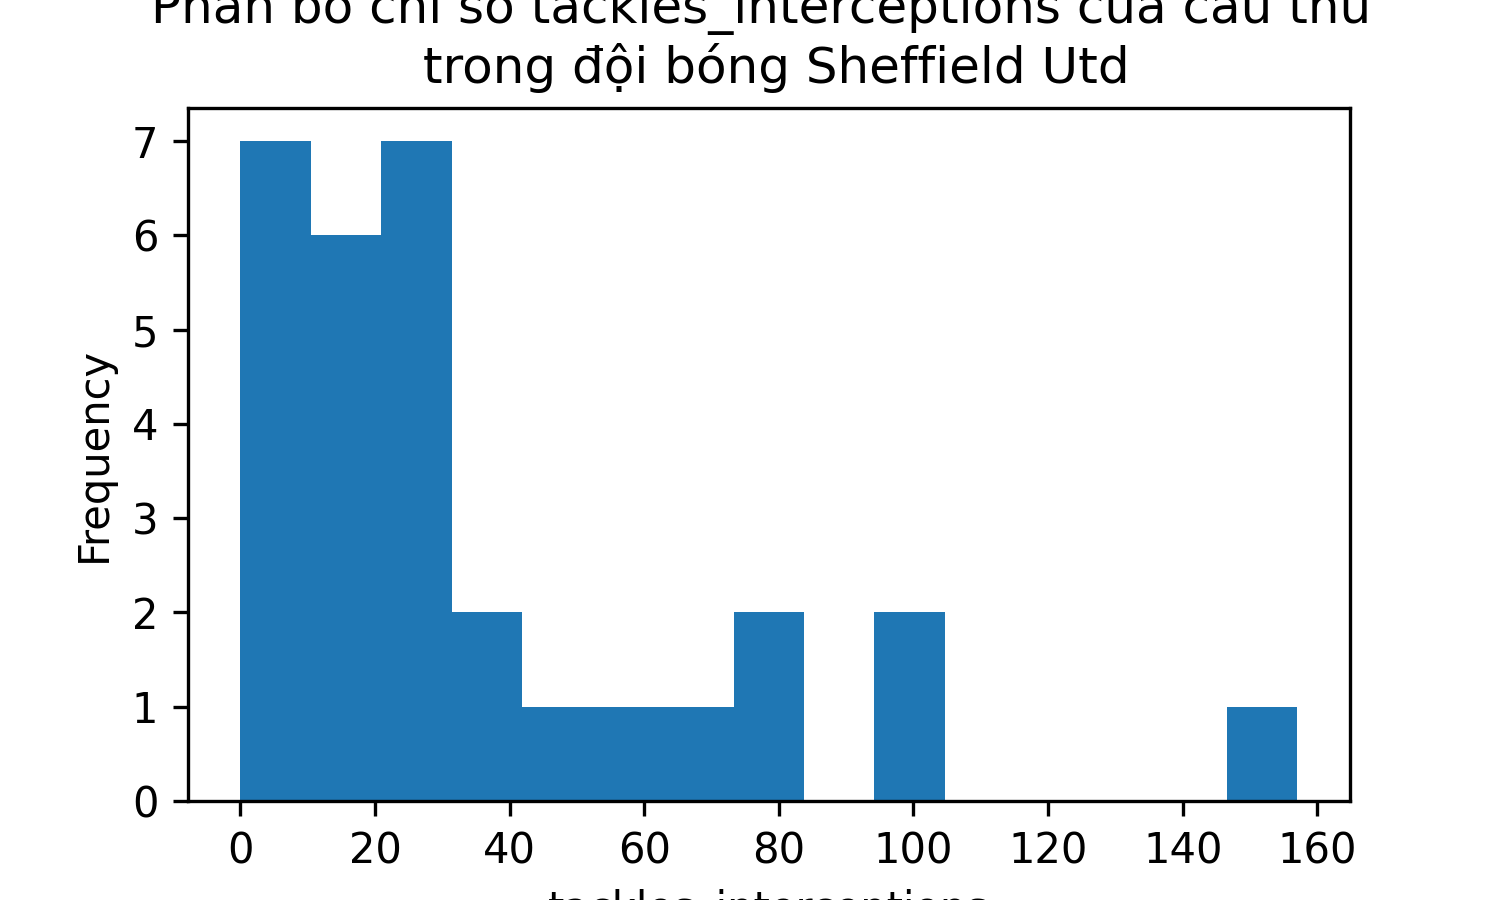 Phân bố chỉ số tackles_interceptions của cầu thủ
trong đội bóng Sheffield Utd
7
6
5
4
3
2
1
0
Frequency
0 20 40 60 80 100 120 140 160
tackles_interceptions